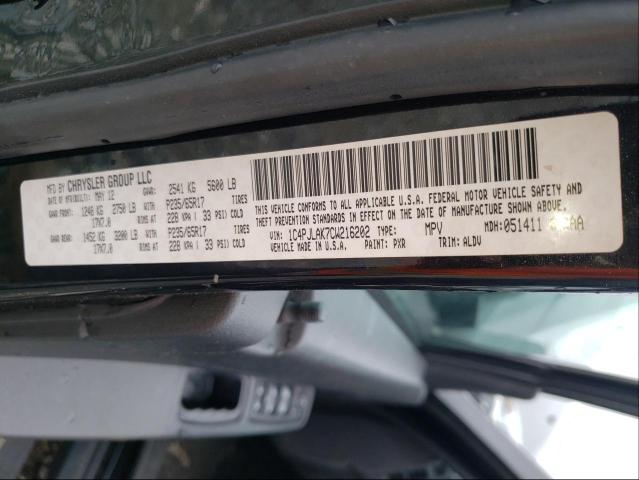 MFD BY CHRYSLER GROUP LLC
DATE OF MFR(BUILT): MAY 12 GVWR: 2541 KG 5600 LB
GAWR FRONT: 1248 KG 2750 LB WITH P235/65R17 TIRES
17X7.0 RIMS AT 228 KPA ( 33 PSI) COLD
GAWR REAR: 1452 KG 3200 LB WITH P235/65R17 TIRES
17X7.0 RIMS AT 228 KPA ( 33 PSI) COLD
THIS VEHICLE CONFORMS TO ALL APPLICABLE U.S.A. FEDERAL MOTOR VEHICLE SAFETY AND
THEFT PREVENTION STANDARDS IN EFFECT ON THE DATE OF MANUFACTURE SHOWN ABOVE.
VIN: 1C4PJLAK7CW216202 TYPE: MPV MDH: 051411
VEHICLE MADE IN U.S.A. PAINT: PXR TRIM: ALDV